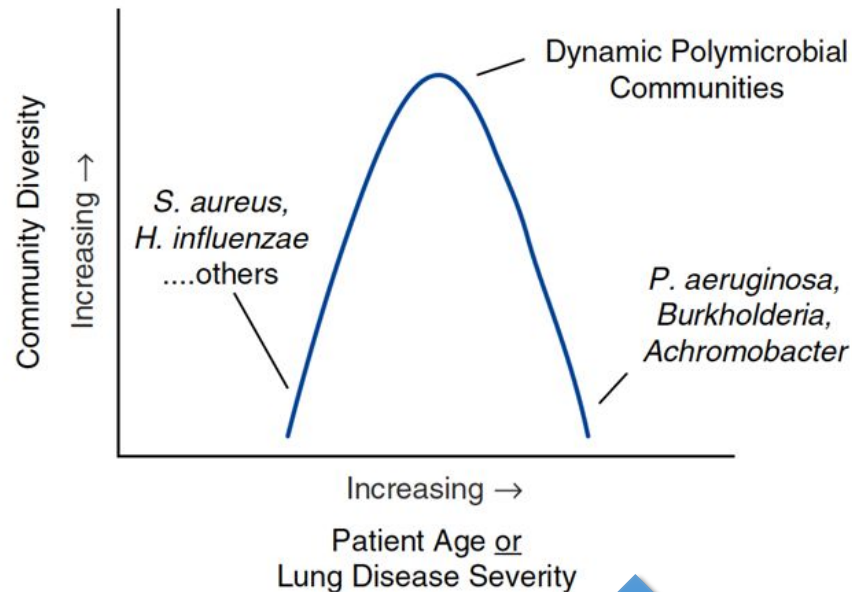 Dynamic Polymicrobial
Communities
Community Diversity
Increasing →
S. aureus,
H. influenzae
....others
P. aeruginosa,
Burkholderia,
Achromobacter
Increasing →
Patient Age or
Lung Disease Severity